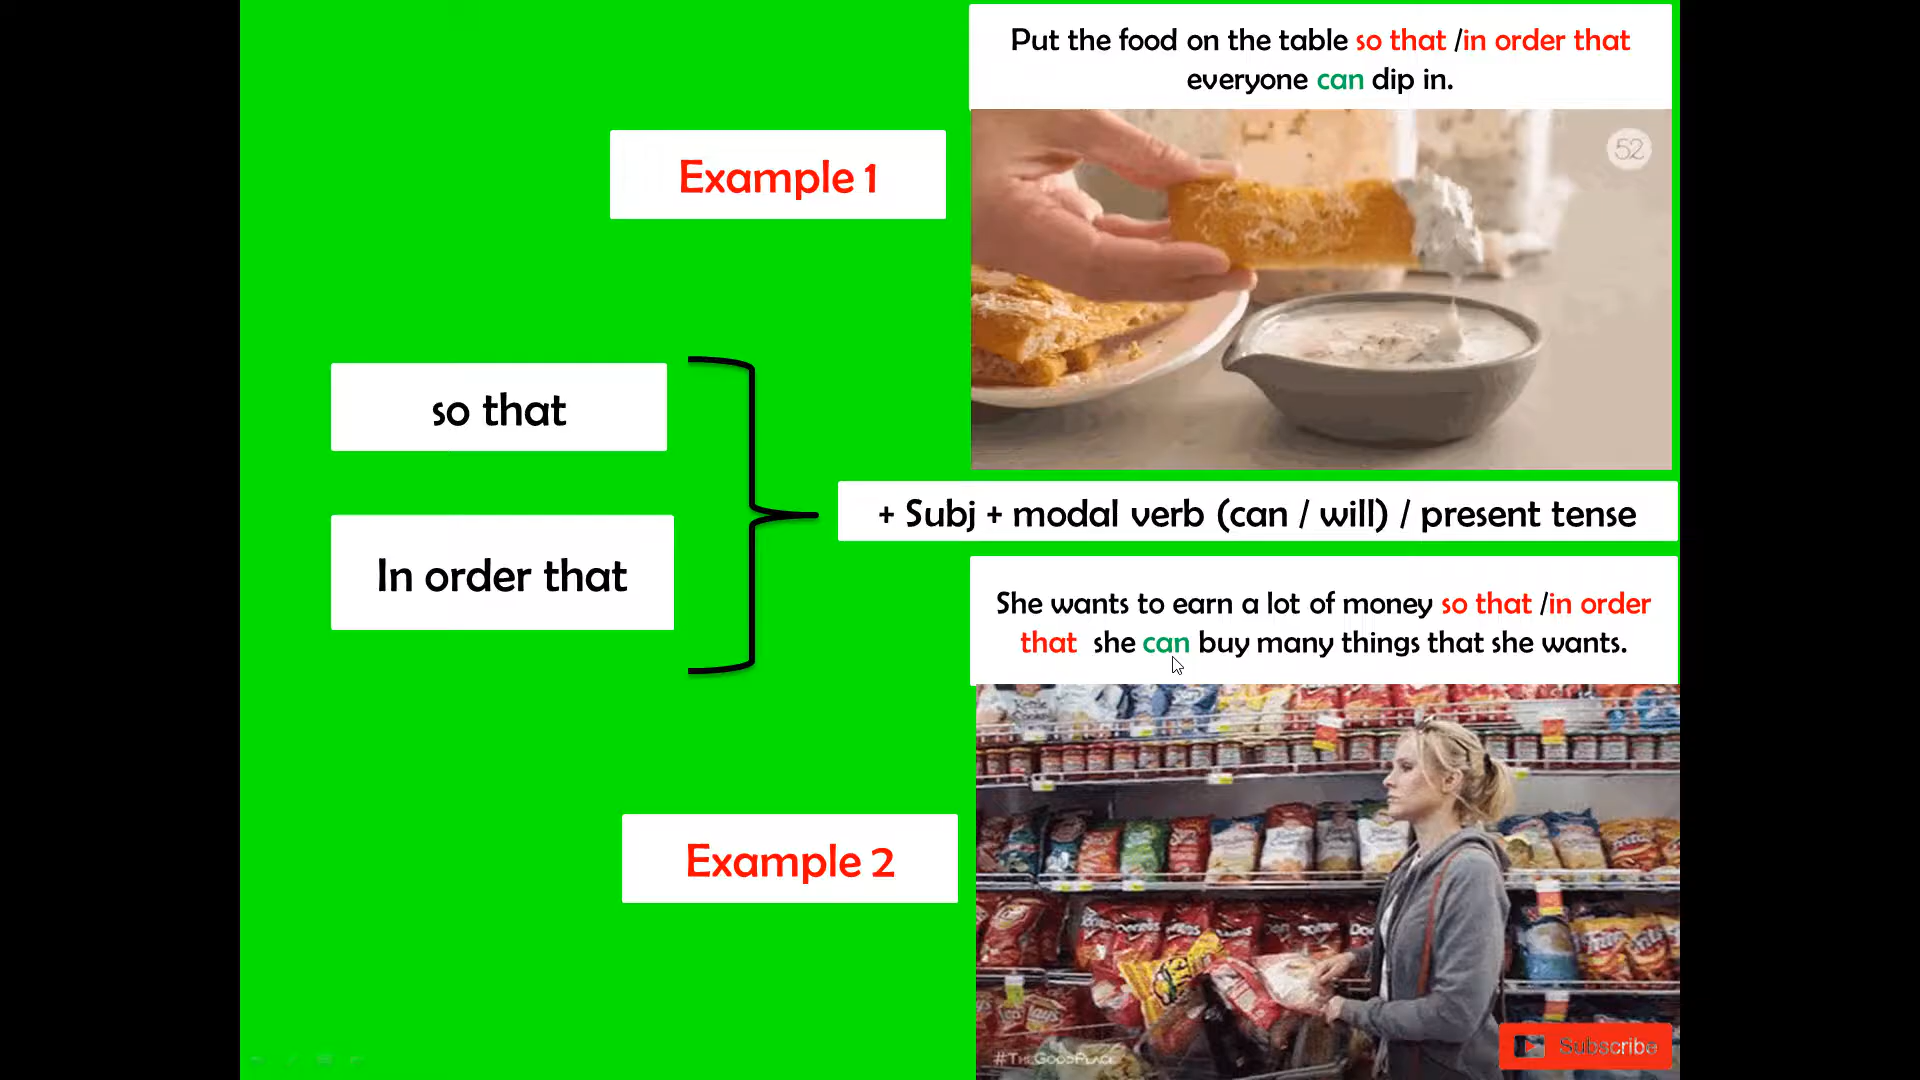 Put the food on the table so that /in order that
everyone can dip in.
52
Example 1
so that
In order that
+ Subj + modal verb (can / will) / present tense
She wants to earn a lot of money so that /in order
that she can buy many things that she wants.
Example 2
#THEGOODPLACE
Subscribe